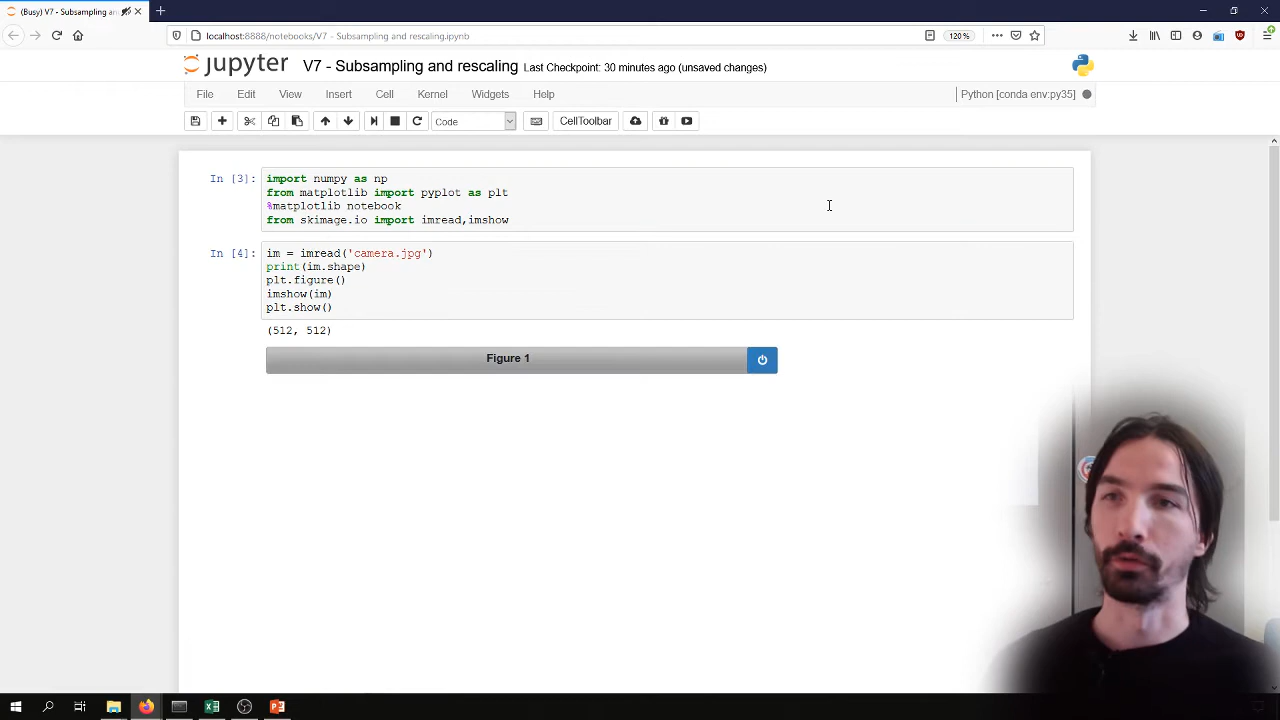 (Busy) V7 - Subsampling an
localhost:8888/notebooks/V7 - Subsampling and rescaling.ipynb
120%
jupyter V7 - Subsampling and rescaling Last Checkpoint: 30 minutes ago (unsaved changes)
File Edit View Insert Cell Kernel Widgets Help Python [conda env:py35]
Code CellToolbar
In [3]: import numpy as np
from matplotlib import pyplot as plt
%matplotlib notebook
from skimage.io import imread,imshow
In [4]: im = imread('camera.jpg')
print(im.shape)
plt.figure()
imshow(im)
plt.show()
(512, 512)
Figure 1